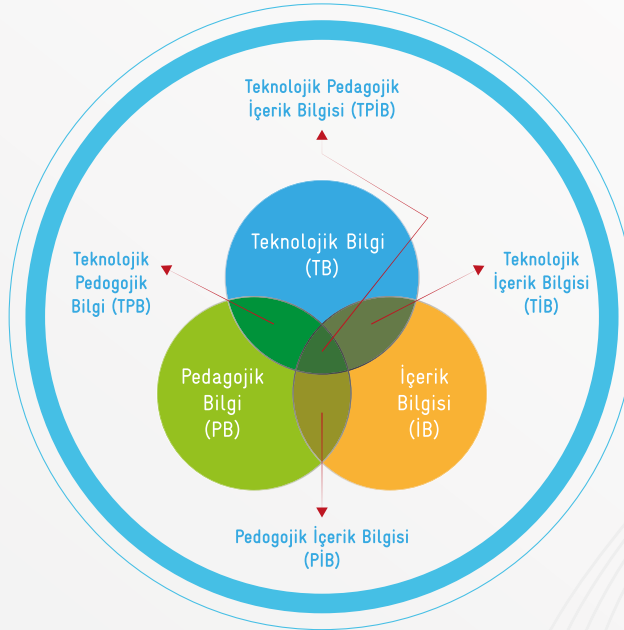 Teknolojik Pedagojik
İçerik Bilgisi (TPİB)
Teknolojik Bilgi
(TB)
Teknolojik
Pedogojik
Bilgi (TPB)
Teknolojik
İçerik Bilgisi
(TİB)
Pedagojik
Bilgi
(PB)
İçerik
Bilgisi
(İB)
Pedogojik İçerik Bilgisi
(PİB)